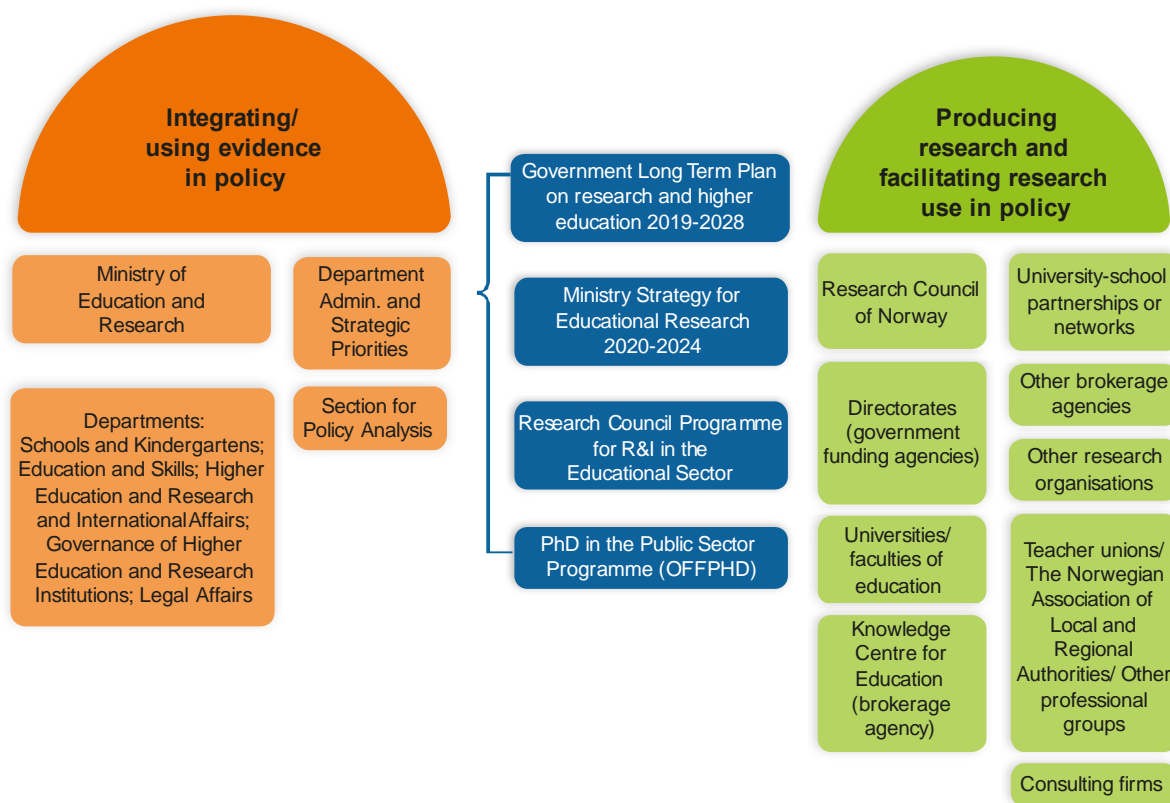 Integrating/
using evidence
in policy
Ministry of
Education and
Research
Department
Admin. and
Strategic
Priorities
Departments:
Schools and Kindergartens;
Education and Skills; Higher
Education and Research
and International Affairs;
Governance of Higher
Education and Research
Institutions; Legal Affairs
Section for
Policy Analysis
Government Long Term Plan
on research and higher
education 2019-2028
Ministry Strategy for
Educational Research
2020-2024
Research Council Programme
for R&I in the
Educational Sector
PhD in the Public Sector
Programme (OFFPHD)
Producing
research and
facilitating research
use in policy
Research Council
of Norway
Directorates
(government
funding agencies)
Universities/
faculties of
education
Knowledge
Centre for
Education
(brokerage
agency)
University-school
partnerships or
networks
Other brokerage
agencies
Other research
organisations
Teacher unions/
The Norwegian
Association of
Local and
Regional
Authorities/ Other
professional
groups
Consulting firms